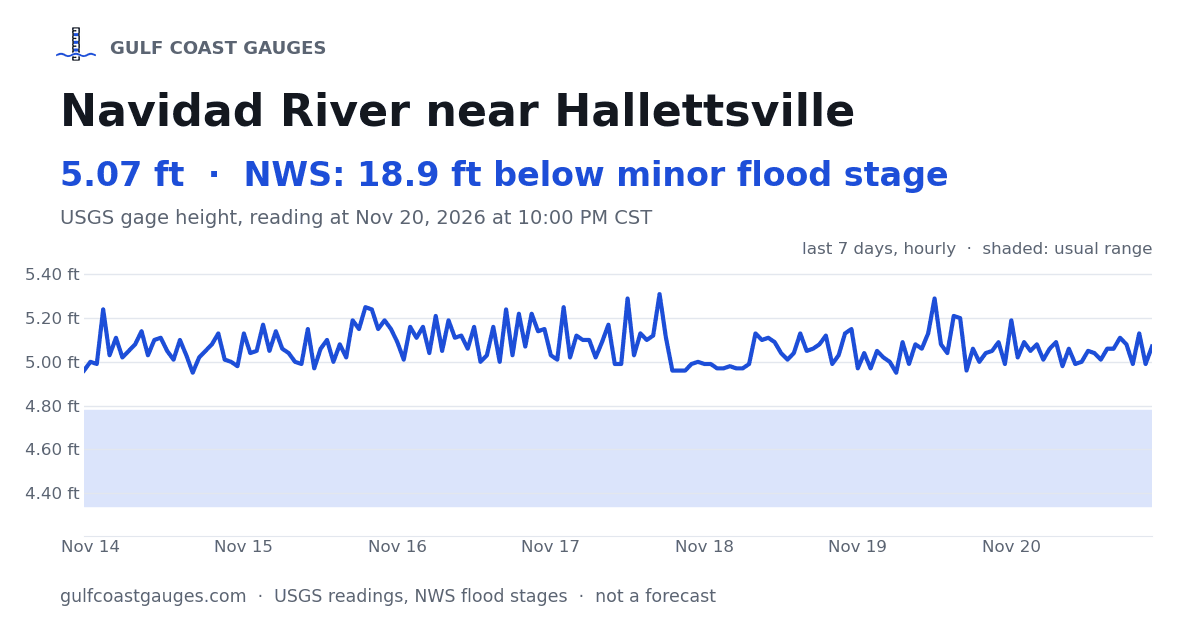 GULF COAST GAUGES
Navidad River near Hallettsville
5.07 ft · NWS: 18.9 ft below minor flood stage
USGS gage height, reading at Nov 20, 2026 at 10:00 PM CST
last 7 days, hourly · shaded: usual range
5.40 ft
5.20 ft
5.00 ft
4.80 ft
4.60 ft
4.40 ft
Nov 14 Nov 15 Nov 16 Nov 17 Nov 18 Nov 19 Nov 20
gulfcoastgauges.com · USGS readings, NWS flood stages · not a forecast